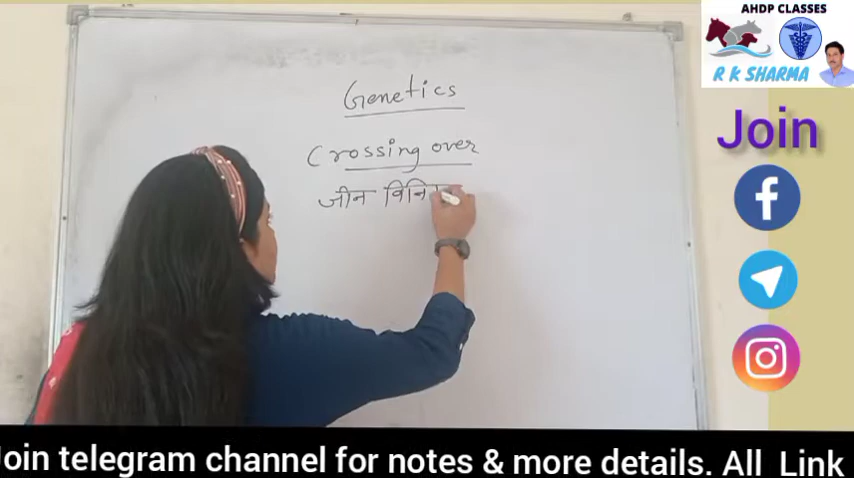 AHDP CLASSES
R K SHARMA
Join
Genetics
Crossing over
जीन विनि
Join telegram channel for notes & more details. All Link